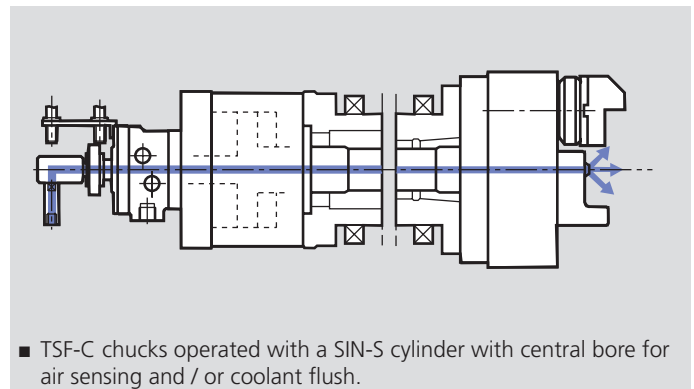 ■ TSF-C chucks operated with a SIN-S cylinder with central bore for
air sensing and / or coolant flush.